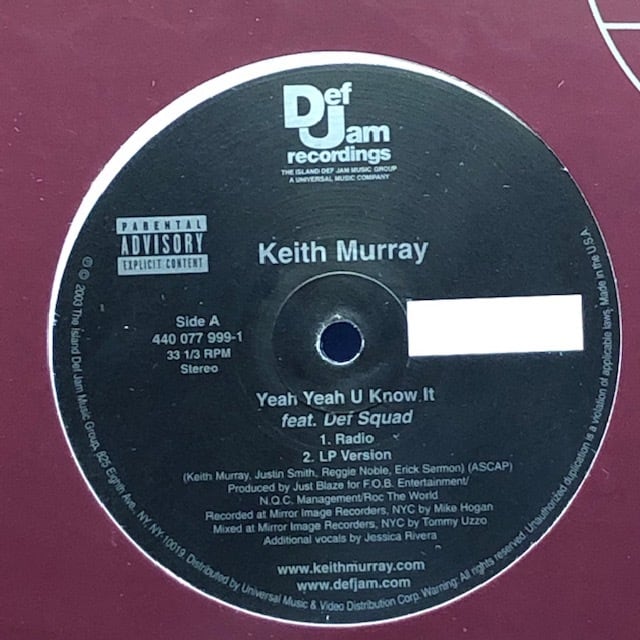 Def
Jam
recordings
THE ISLAND DEF JAM MUSIC GROUP
A UNIVERSAL MUSIC COMPANY
PARENTAL
ADVISORY
EXPLICIT CONTENT
Keith Murray
Side A
440 077 999-1
33 1/3 RPM
Stereo
Yeah Yeah U Know It
feat. Def Squad
1. Radio
2. LP Version
(Keith Murray, Justin Smith, Reggie Noble, Erick Sermon) (ASCAP)
Produced by Just Blaze for F.O.B. Entertainment/
N.Q.C. Management/Roc The World
Recorded at Mirror Image Recorders, NYC by Mike Hogan
Mixed at Mirror Image Recorders, NYC by Tommy Uzzo
Additional vocals by Jessica Rivera
www.keithmurray.com
www.defjam.com
℗ © 2003 The Island Def Jam Music Group, 825 Eighth Ave., NY, NY 10019. Distributed by Universal Music & Video Distribution Corp. Warning: All rights reserved. Unauthorized duplication is a violation of applicable laws. Made in the U.S.A.